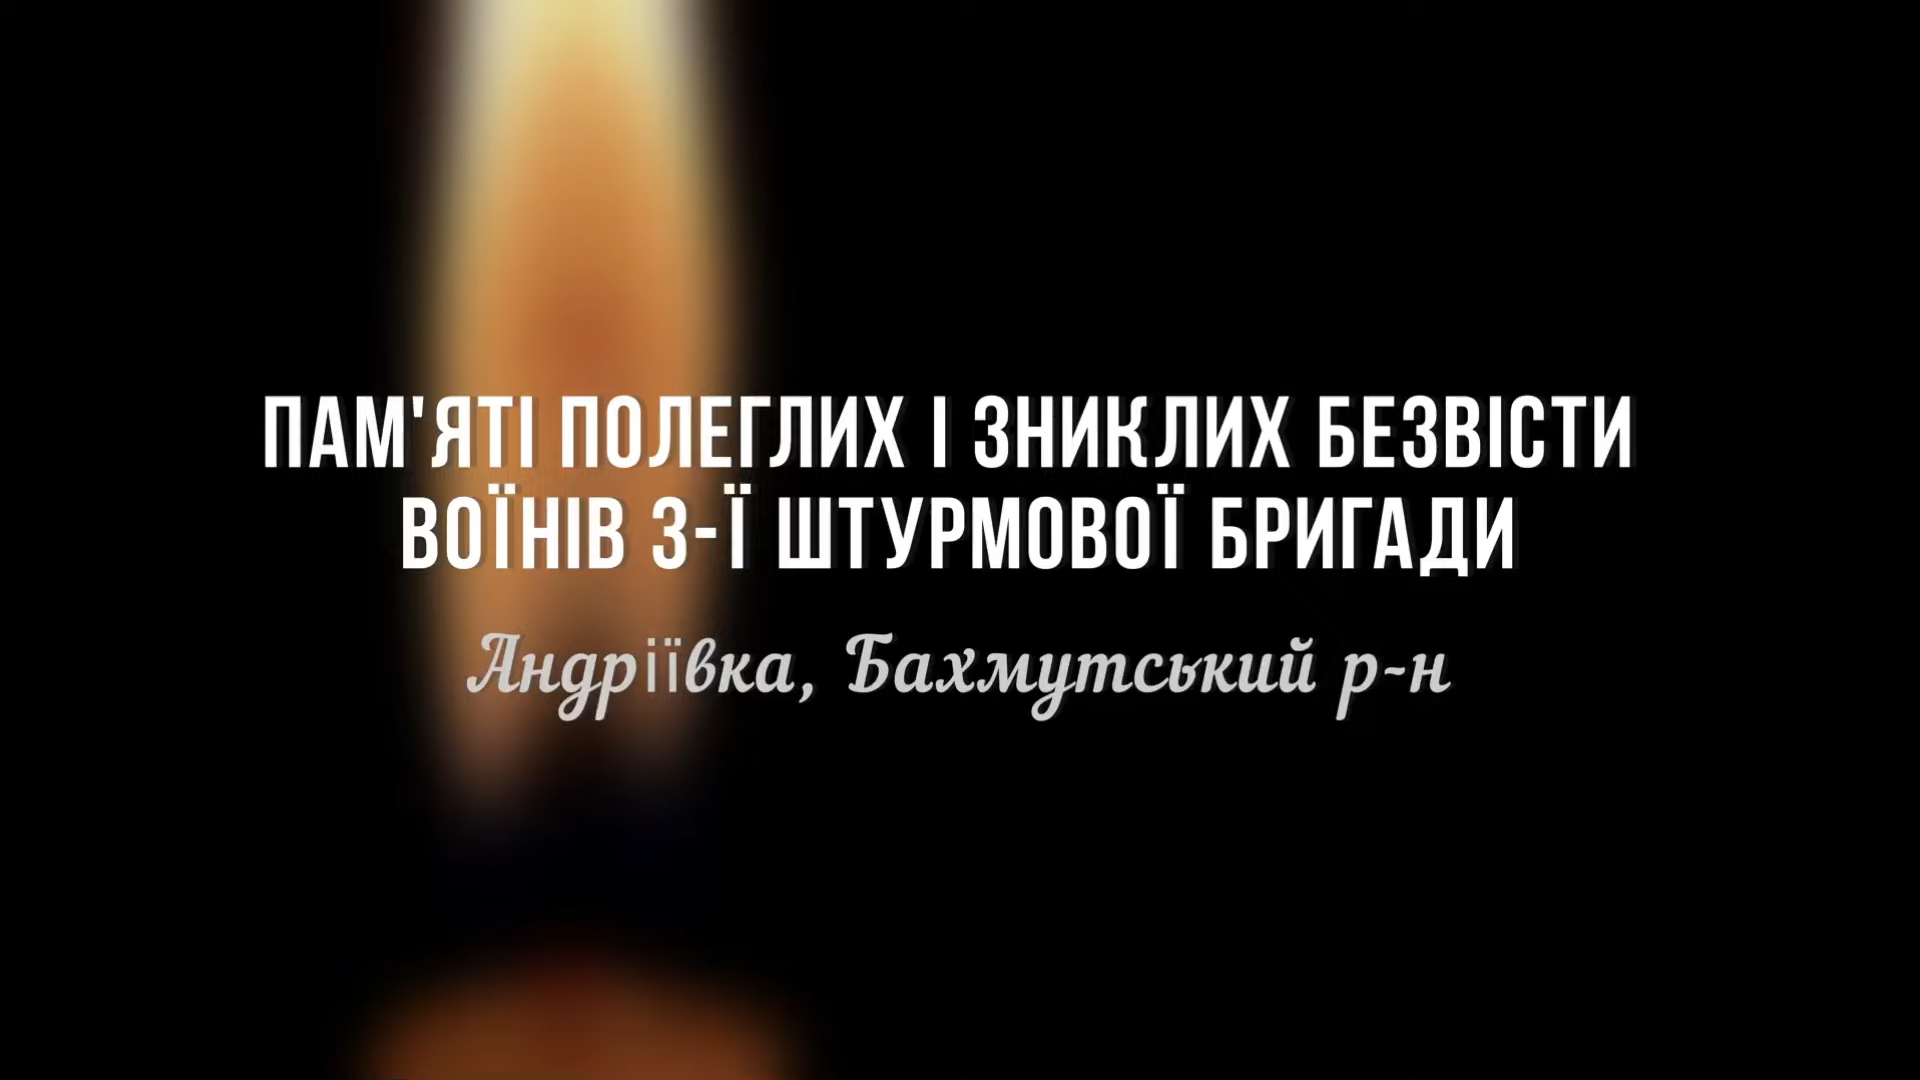 ПАМ'ЯТІ ПОЛЕГЛИХ І ЗНИКЛИХ БЕЗВІСТИ
ВОЇНІВ 3-Ї ШТУРМОВОЇ БРИГАДИ
Андріївка, Бахмутський р-н